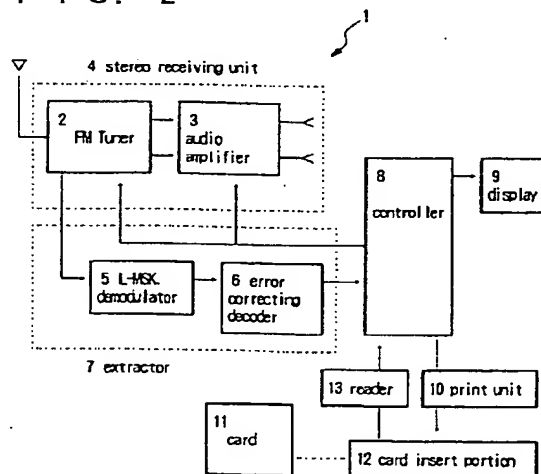 1
4 stereo receiving unit
2
FM Tuner
3
audio
amplifier
8
controller
9
display
5 L-MSK
demodulator
6 error
correcting
decoder
7 extractor
13 reader
10 print unit
11
card
12 card insert portion